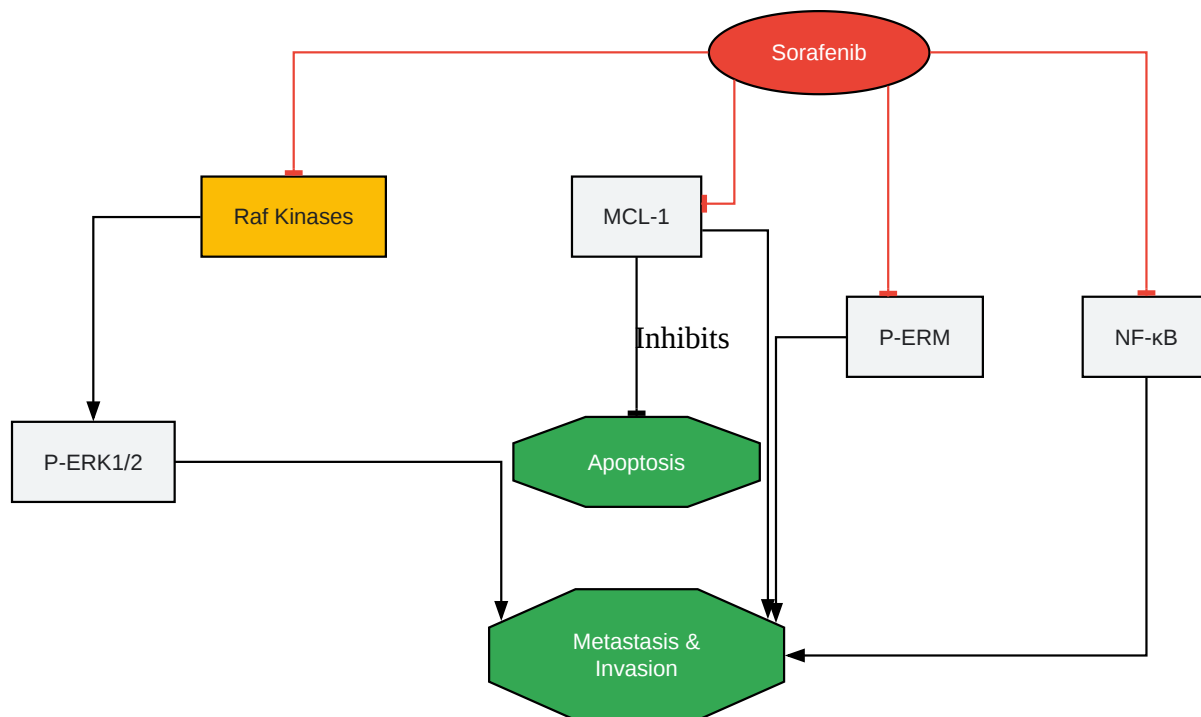 Sorafenib
Raf Kinases
MCL-1
P-ERM
NF-κB
Inhibits
P-ERK1/2
Apoptosis
Metastasis &
Invasion